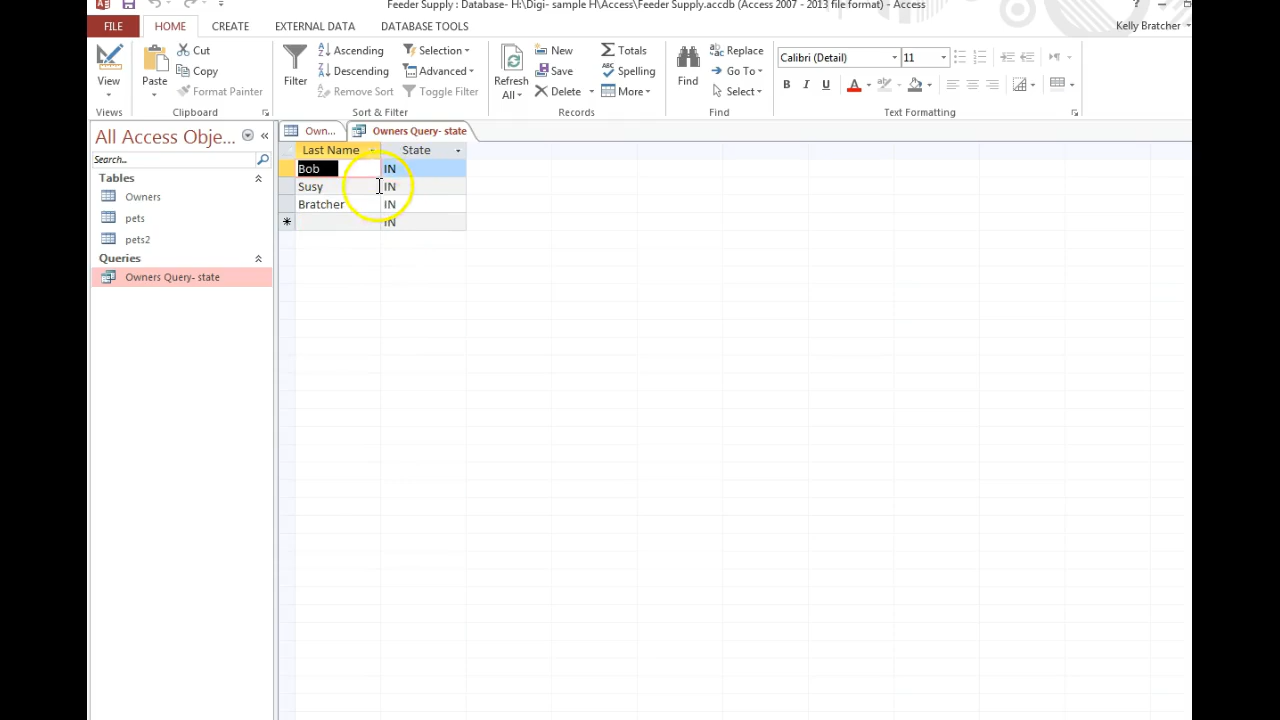 Feeder Supply : Database- H:\Digi- sample H\Access\Feeder Supply.accdb (Access 2007 - 2013 file format) - Access
FILE HOME CREATE EXTERNAL DATA DATABASE TOOLS Kelly Bratcher
View
Views
Paste
Cut
Copy
Format Painter
Clipboard
Filter
Ascending
Descending
Remove Sort
Selection
Advanced
Toggle Filter
Sort & Filter
Refresh
All
New
Save
Delete
Totals
Spelling
More
Records
Find
Replace
Go To
Select
Find
Calibri (Detail) 11
B I U A
Text Formatting
All Access Obje...
Search...
Tables
Owners
pets
pets2
Queries
Owners Query- state
Own... Owners Query- state
Last Name State
Bob IN
Susy IN
Bratcher IN
* IN